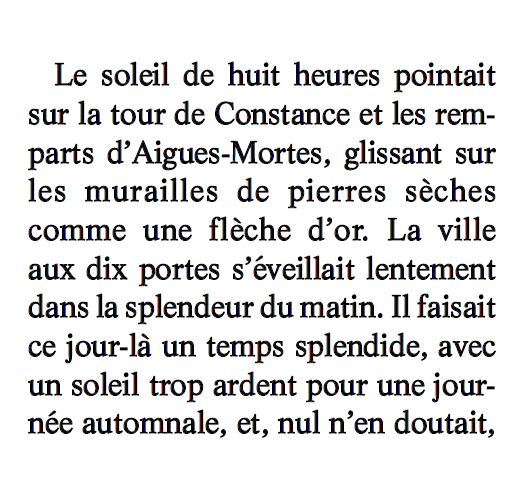 Le soleil de huit heures pointait
sur la tour de Constance et les rem-
parts d’Aigues-Mortes, glissant sur
les murailles de pierres sèches
comme une flèche d’or. La ville
aux dix portes s’éveillait lentement
dans la splendeur du matin. Il faisait
ce jour-là un temps splendide, avec
un soleil trop ardent pour une jour-
née automnale, et, nul n’en doutait,